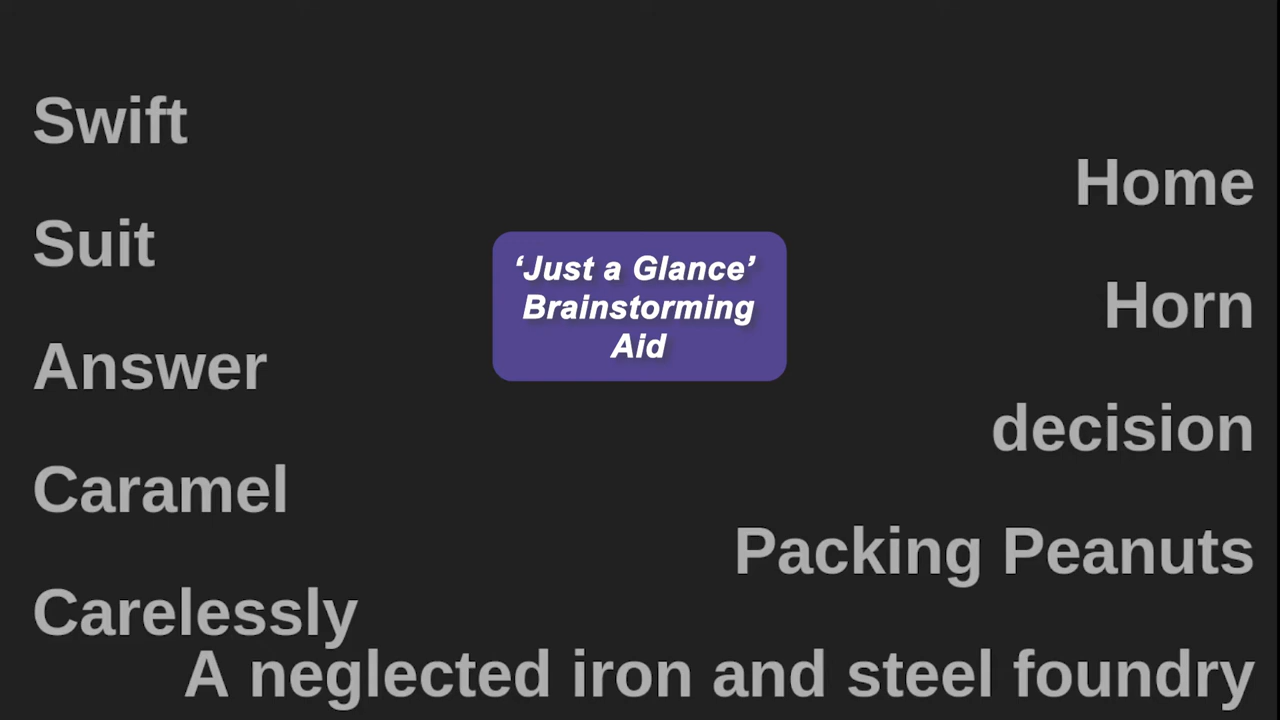 Swift
Home
Suit
‘Just a Glance’
Brainstorming
Aid
Horn
Answer
decision
Caramel
Packing Peanuts
Carelessly
A neglected iron and steel foundry